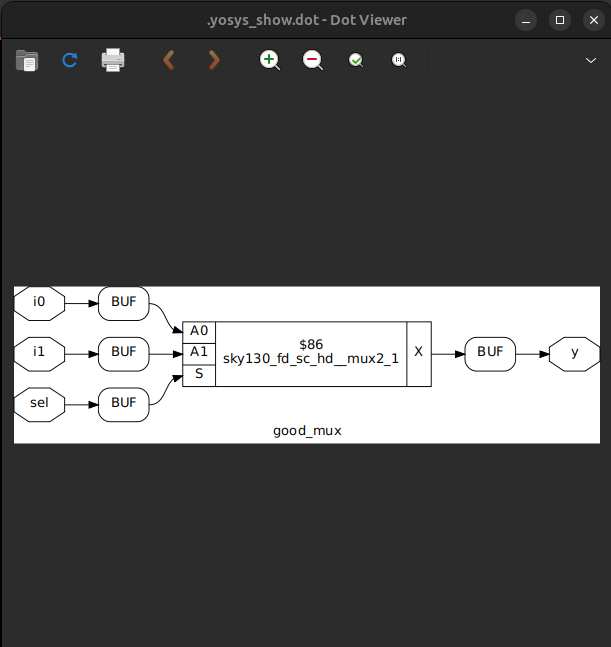 .yosys_show.dot - Dot Viewer
i0
BUF
i1
BUF
sel
BUF
A0
A1
S
$86
sky130_fd_sc_hd__mux2_1
X
BUF
y
good_mux